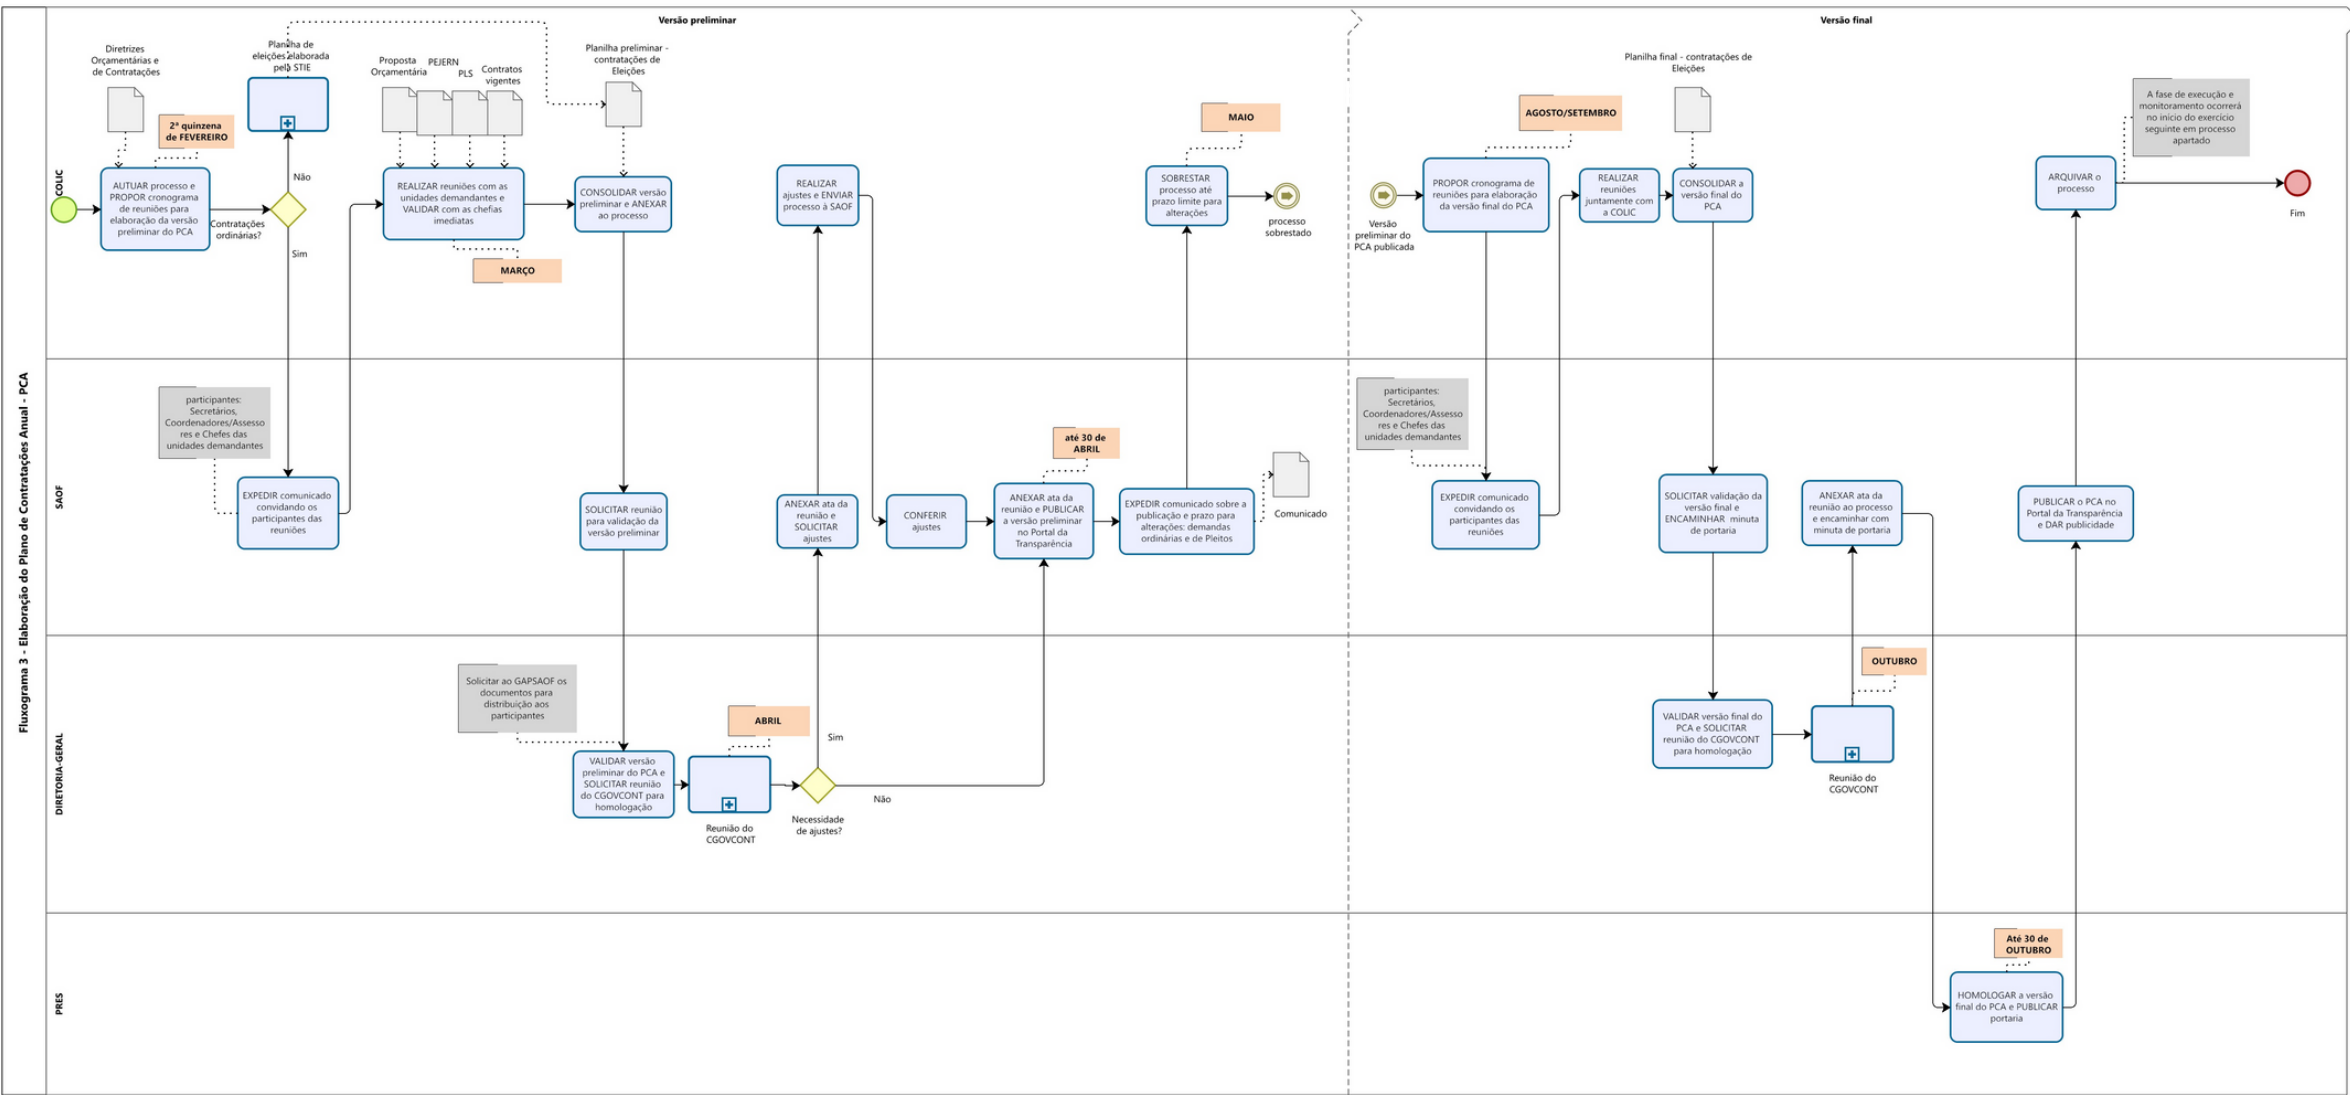 Fluxograma 3 - Elaboração do Plano de Contratações Anual - PCA
Versão preliminar
Versão final
COLIC
Diretrizes
Orçamentárias e
de Contratações
2ª quinzena
de FEVEREIRO
AUTUAR processo e
PROPOR cronograma
de reuniões para
elaboração da versão
preliminar do PCA
Contratações
ordinárias?
Planilha de
eleições elaborada
pela STIE
Não
Sim
Proposta
Orçamentária
PEJERN
PLS
Contratos
vigentes
REALIZAR reuniões com as
unidades demandantes e
VALIDAR com as chefias
imediatas
MARÇO
Planilha preliminar -
contratações de
Eleições
CONSOLIDAR versão
preliminar e ANEXAR
ao processo
REALIZAR
ajustes e ENVIAR
processo à SAOF
MAIO
SOBRESTAR
processo até
prazo limite para
alterações
processo
sobrestado
Versão
preliminar do
PCA publicada
AGOSTO/SETEMBRO
PROPOR cronograma de
reuniões para elaboração
da versão final do PCA
REALIZAR
reuniões
juntamente com
a COLIC
Planilha final - contratações de
Eleições
CONSOLIDAR a
versão final do
PCA
ARQUIVAR o
processo
A fase de execução e
monitoramento ocorrerá
no início do exercício
seguinte em processo
apartado
Fim
SAOF
participantes:
Secretários,
Coordenadores/Assesso
res e Chefes das
unidades demandantes
EXPEDIR comunicado
convidando os
participantes das
reuniões
SOLICITAR reunião
para validação da
versão preliminar
ANEXAR ata da
reunião e
SOLICITAR
ajustes
CONFERIR
ajustes
até 30 de
ABRIL
ANEXAR ata da
reunião e PUBLICAR
a versão preliminar
no Portal da
Transparência
EXPEDIR comunicado sobre a
publicação e prazo para
alterações: demandas
ordinárias e de Pleitos
Comunicado
participantes:
Secretários,
Coordenadores/Assesso
res e Chefes das
unidades demandantes
EXPEDIR comunicado
convidando os
participantes das
reuniões
SOLICITAR validação da
versão final e
ENCAMINHAR minuta
de portaria
ANEXAR ata da
reunião ao processo
e encaminhar com
minuta de portaria
PUBLICAR o PCA no
Portal da Transparência
e DAR publicidade
DIRETORIA-GERAL
Solicitar ao GAPSAOF os
documentos para
distribuição aos
participantes
VALIDAR versão
preliminar do PCA e
SOLICITAR reunião
do CGOVCONT para
homologação
ABRIL
Reunião do
CGOVCONT
Sim
Não
Necessidade
de ajustes?
VALIDAR versão final do
PCA e SOLICITAR
reunião do CGOVCONT
para homologação
OUTUBRO
Reunião do
CGOVCONT
PRES
Até 30 de
OUTUBRO
HOMOLOGAR a versão
final do PCA e PUBLICAR
portaria